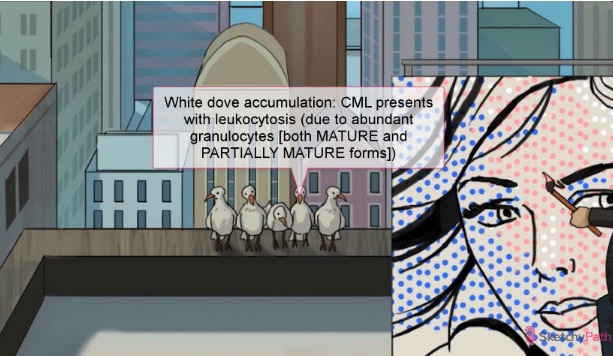 White dove accumulation: CML presents
with leukocytosis (due to abundant
granulocytes [both MATURE and
PARTIALLY MATURE forms])
SketchyPath